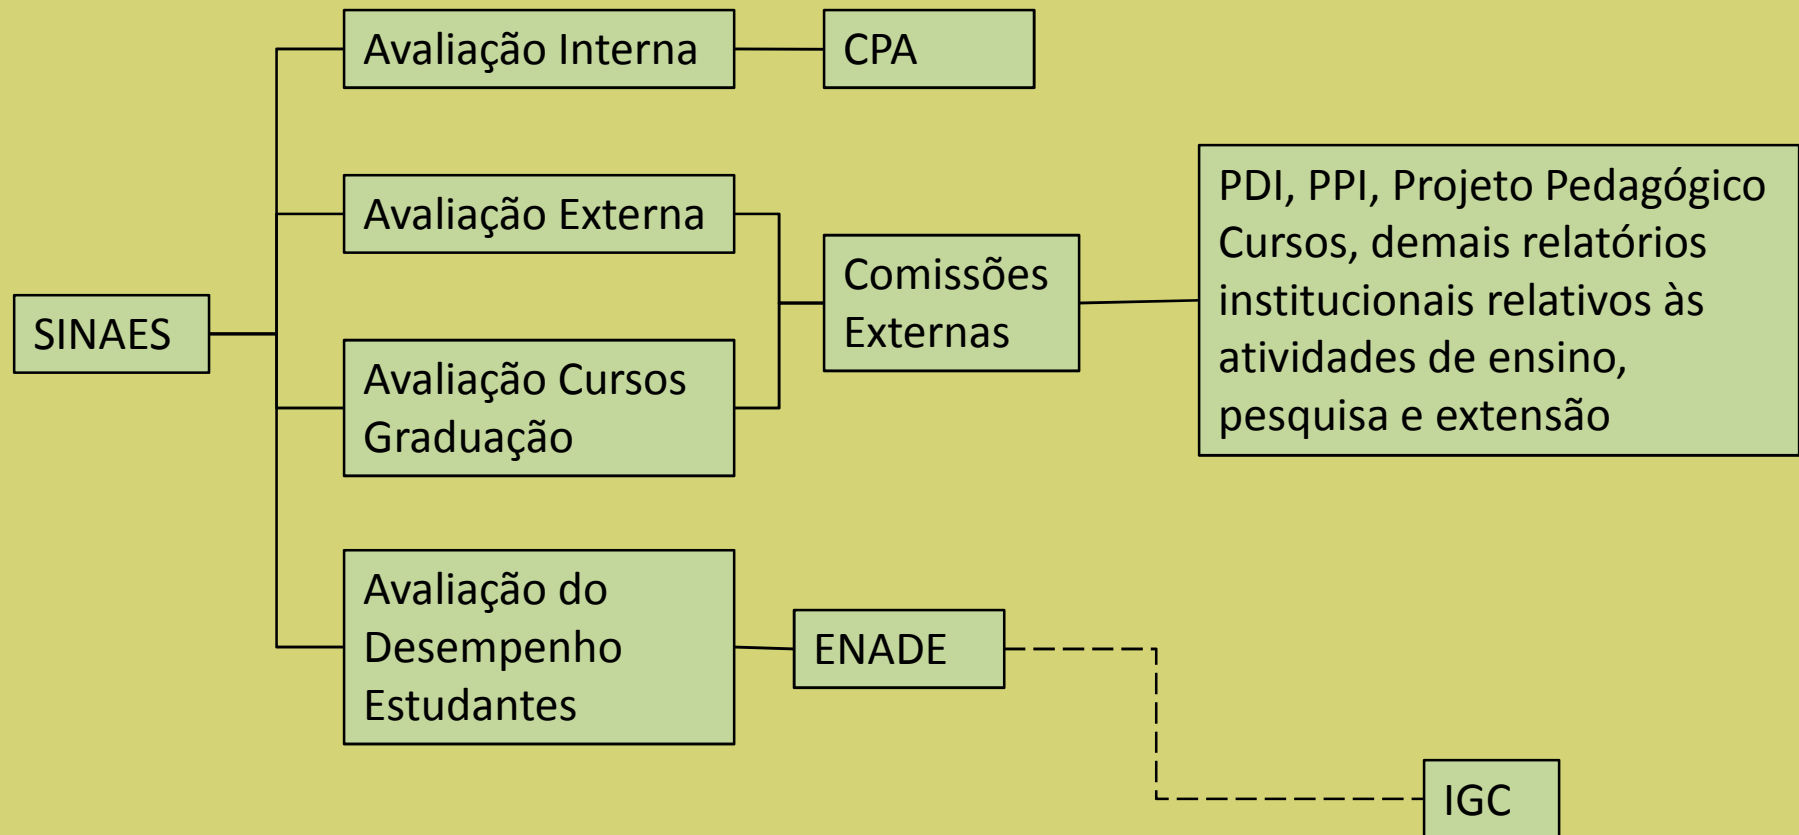 Avaliação Interna
CPA
Avaliação Externa
SINAES
Avaliação Cursos
Graduação
Comissões
Externas
PDI, PPI, Projeto Pedagógico
Cursos, demais relatórios
institucionais relativos às
atividades de ensino,
pesquisa e extensão
Avaliação do
Desempenho
Estudantes
ENADE
IGC